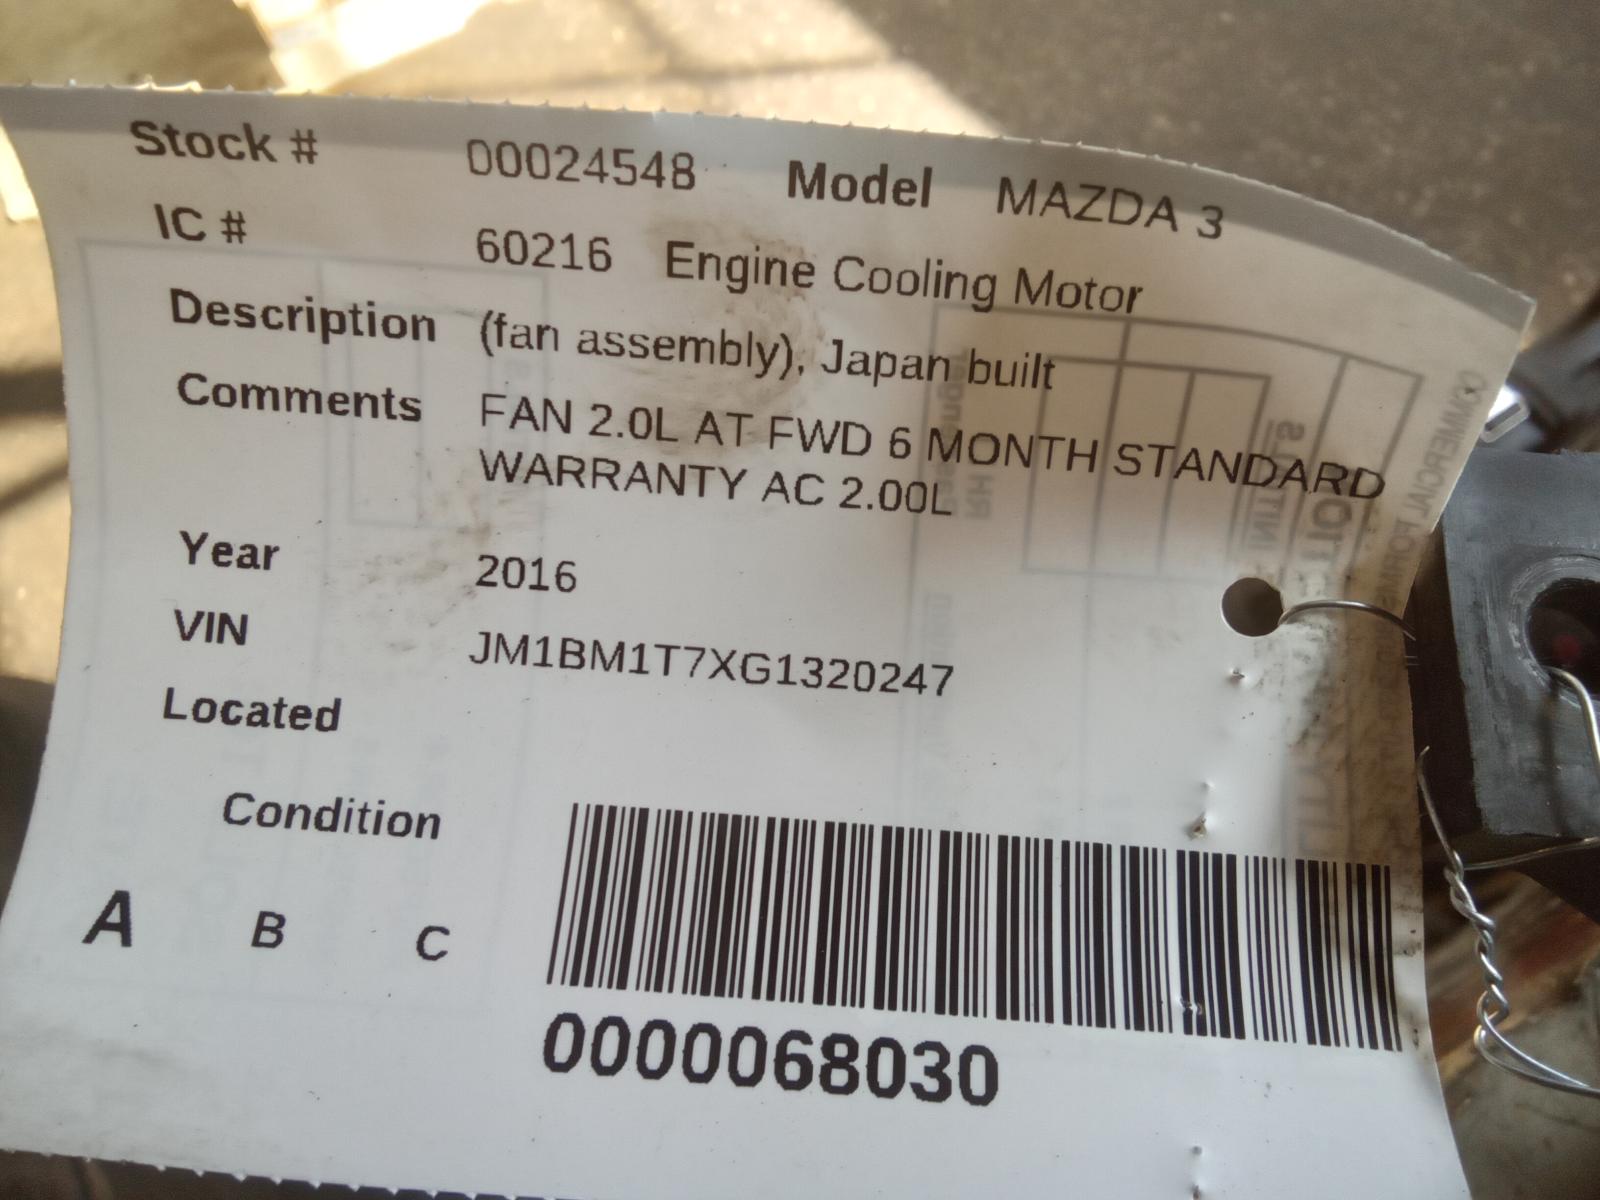 Stock # 00024548 Model MAZDA 3
IC # 60216 Engine Cooling Motor
Description (fan assembly), Japan built
Comments FAN 2.0L AT FWD 6 MONTH STANDARD
WARRANTY AC 2.00L
Year 2016
VIN JM1BM1T7XG1320247
Located
Condition
A B C
0000068030